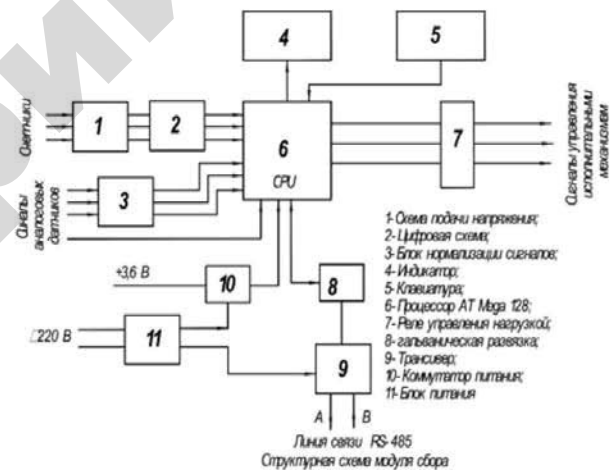 4
5
Счетчики
1
2
6
CPU
7
Сигналы управления
исполнительными
механизмам
Синалы
аналоговых
датчиков
3
1- Схема подачи напряжения;
2- Цифровая схема;
3- Блок нормализации сигналов;
4- Индикатор;
5- Клавиатура;
6- Процессор AT Mega 128;
7- Реле управления нагрузкой;
8- гальваническая развязка;
9- Трансивер;
10- Коммутатор питания;
11- Блок питания
+3,6 В
10
8
□220 В
11
9
A
B
Линия связи RS-485
Структурная схема модуля сбора